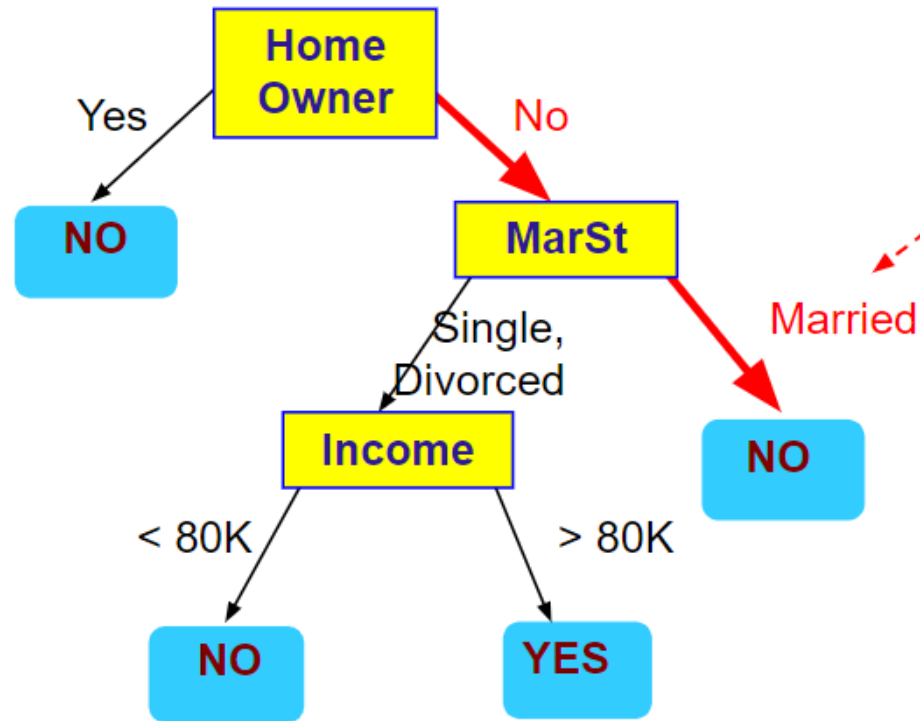 Home
Owner
Yes
No
NO
MarSt
Single,
Divorced
Married
Income
NO
< 80K
> 80K
NO
YES